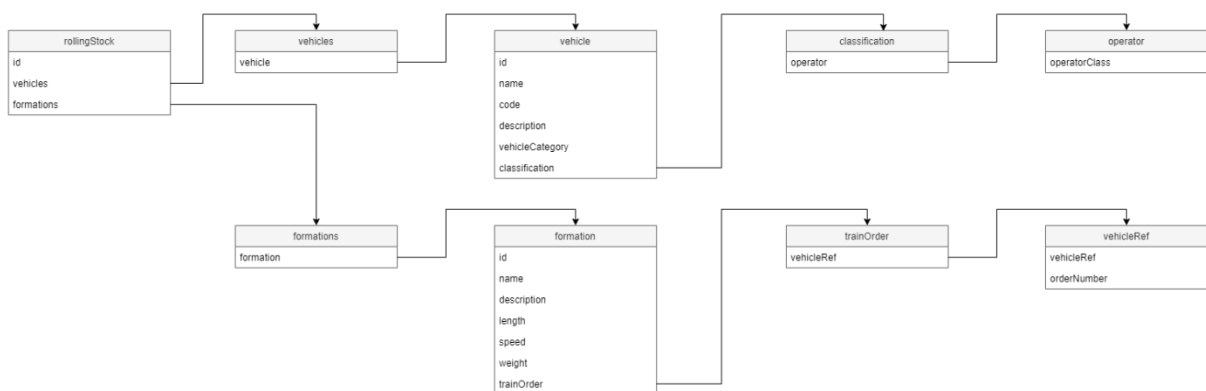 rollingStock
id
vehicles
formations
vehicles
vehicle
vehicle
id
name
code
description
vehicleCategory
classification
classification
operator
operator
operatorClass
formations
formation
formation
id
name
description
length
speed
weight
trainOrder
trainOrder
vehicleRef
vehicleRef
vehicleRef
orderNumber